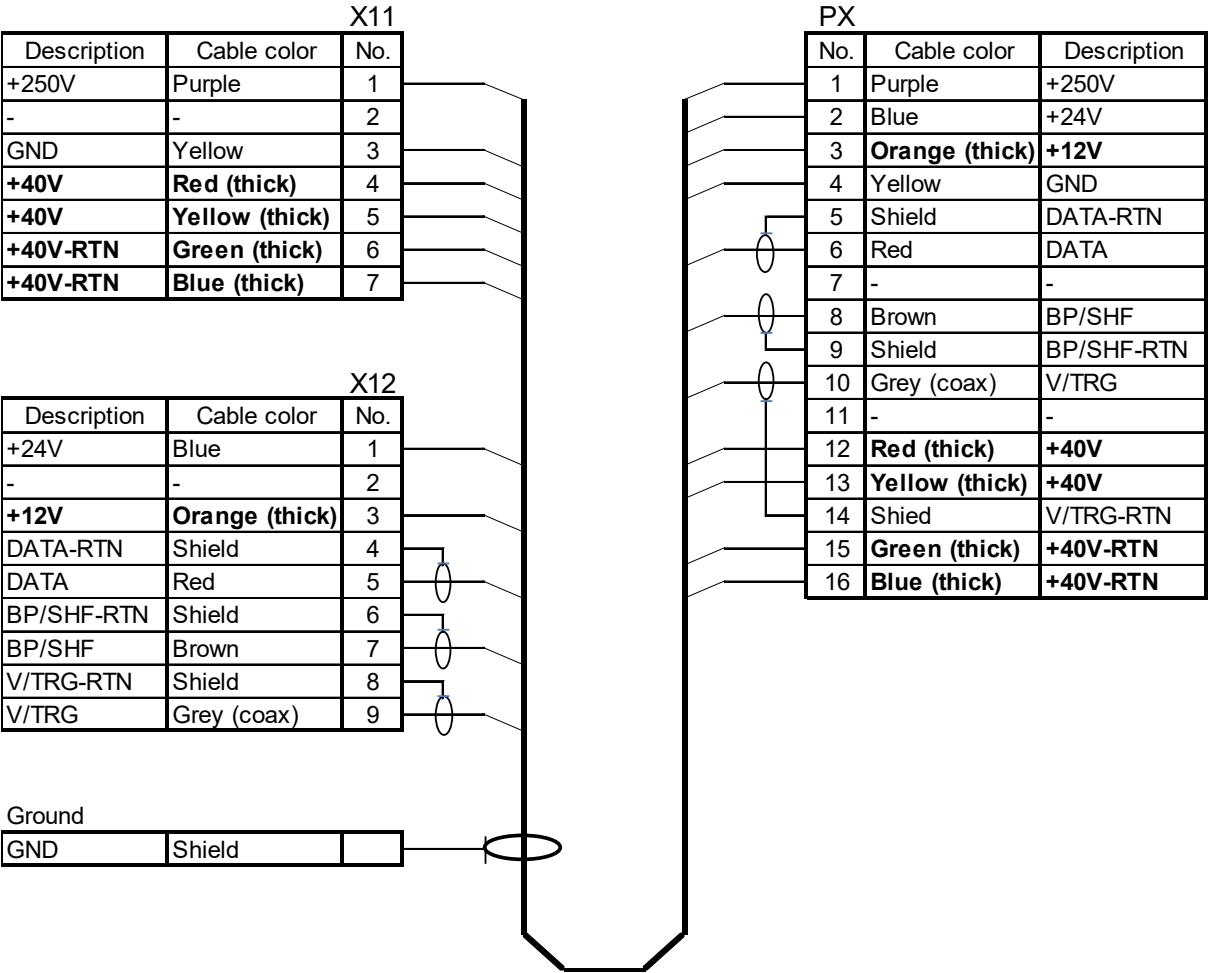 X11
Description Cable color No.
+250V Purple 1
- - 2
GND Yellow 3
+40V Red (thick) 4
+40V Yellow (thick) 5
+40V-RTN Green (thick) 6
+40V-RTN Blue (thick) 7
X12
Description Cable color No.
+24V Blue 1
- - 2
+12V Orange (thick) 3
DATA-RTN Shield 4
DATA Red 5
BP/SHF-RTN Shield 6
BP/SHF Brown 7
V/TRG-RTN Shield 8
V/TRG Grey (coax) 9
Ground
GND Shield
PX
No. Cable color Description
1 Purple +250V
2 Blue +24V
3 Orange (thick) +12V
4 Yellow GND
5 Shield DATA-RTN
6 Red DATA
7 - -
8 Brown BP/SHF
9 Shield BP/SHF-RTN
10 Grey (coax) V/TRG
11 - -
12 Red (thick) +40V
13 Yellow (thick) +40V
14 Shied V/TRG-RTN
15 Green (thick) +40V-RTN
16 Blue (thick) +40V-RTN